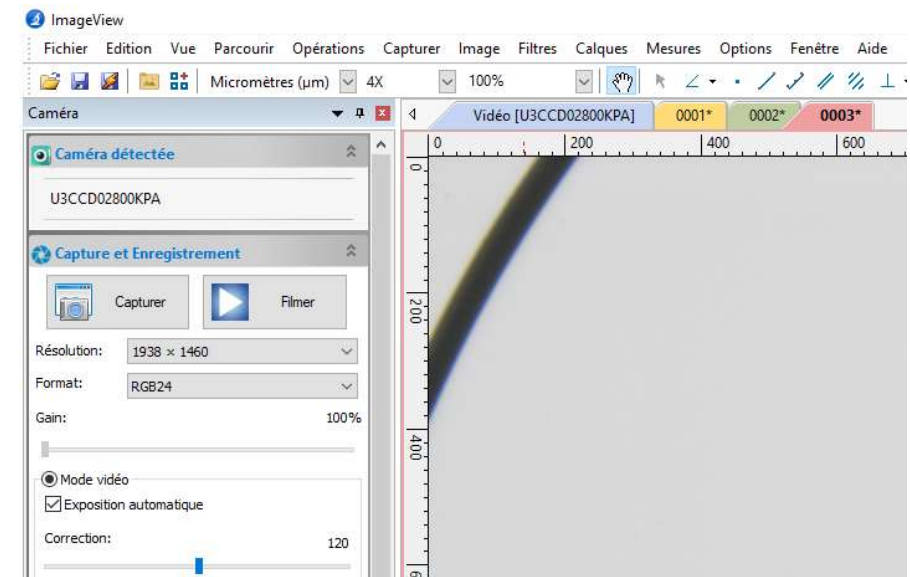 ImageView
Fichier Edition Vue Parcourir Opérations Capturer Image Filtres Calques Mesures Options Fenêtre Aide
Micromètres (µm) 4X 100%
Caméra
Vidéo [U3CCD02800KPA] 0001* 0002* 0003*
0 200 400 600
Caméra détectée
U3CCD02800KPA
Capture et Enregistrement
Capturer Filmer
Résolution: 1938 × 1460
Format: RGB24
Gain: 100%
Mode vidéo
Exposition automatique
Correction: 120
0
200
400